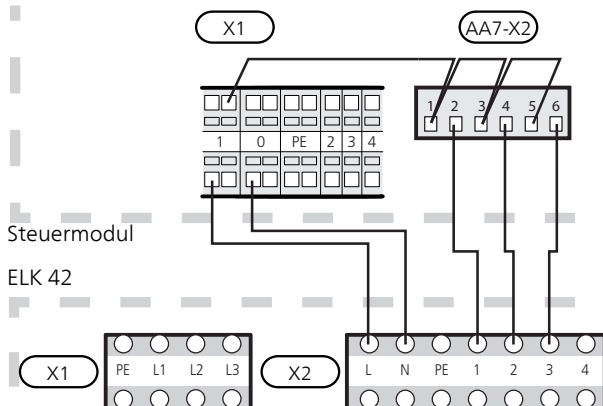 X1 AA7-X2
1 2 3 4 5 6
1 0 PE 2 3 4
Steuermodul
ELK 42
X1 PE L1 L2 L3 X2 L N PE 1 2 3 4